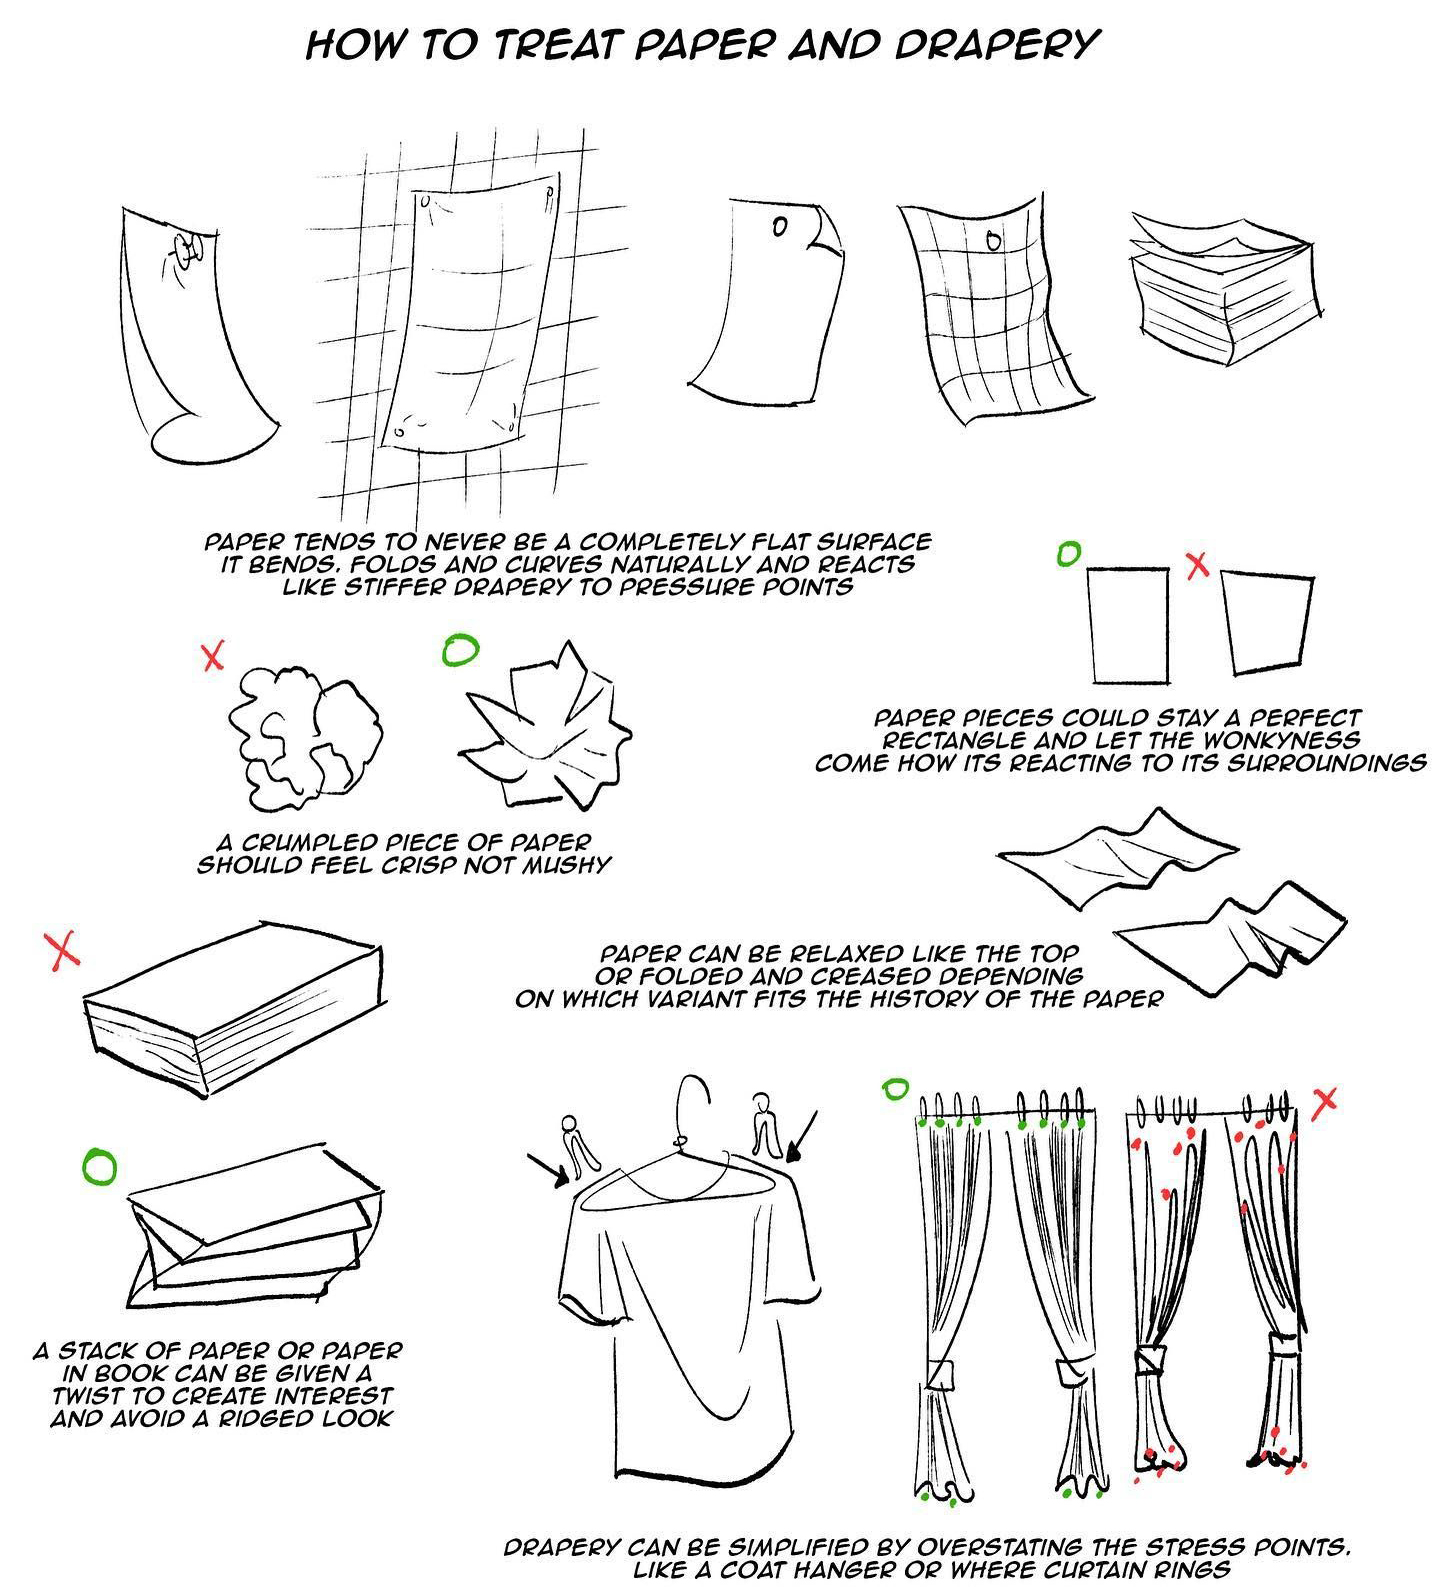 HOW TO TREAT PAPER AND DRAPERY
PAPER TENDS TO NEVER BE A COMPLETELY FLAT SURFACE
IT BENDS, FOLDS AND CURVES NATURALLY AND REACTS
LIKE STIFFER DRAPERY TO PRESSURE POINTS
PAPER PIECES COULD STAY A PERFECT
RECTANGLE AND LET THE WONKYNESS
COME HOW ITS REACTING TO ITS SURROUNDINGS
A CRUMPLED PIECE OF PAPER
SHOULD FEEL CRISP NOT MUSHY
PAPER CAN BE RELAXED LIKE THE TOP
OR FOLDED AND CREASED DEPENDING
ON WHICH VARIANT FITS THE HISTORY OF THE PAPER
A STACK OF PAPER OR PAPER
IN BOOK CAN BE GIVEN A
TWIST TO CREATE INTEREST
AND AVOID A RIDGED LOOK
DRAPERY CAN BE SIMPLIFIED BY OVERSTATING THE STRESS POINTS.
LIKE A COAT HANGER OR WHERE CURTAIN RINGS